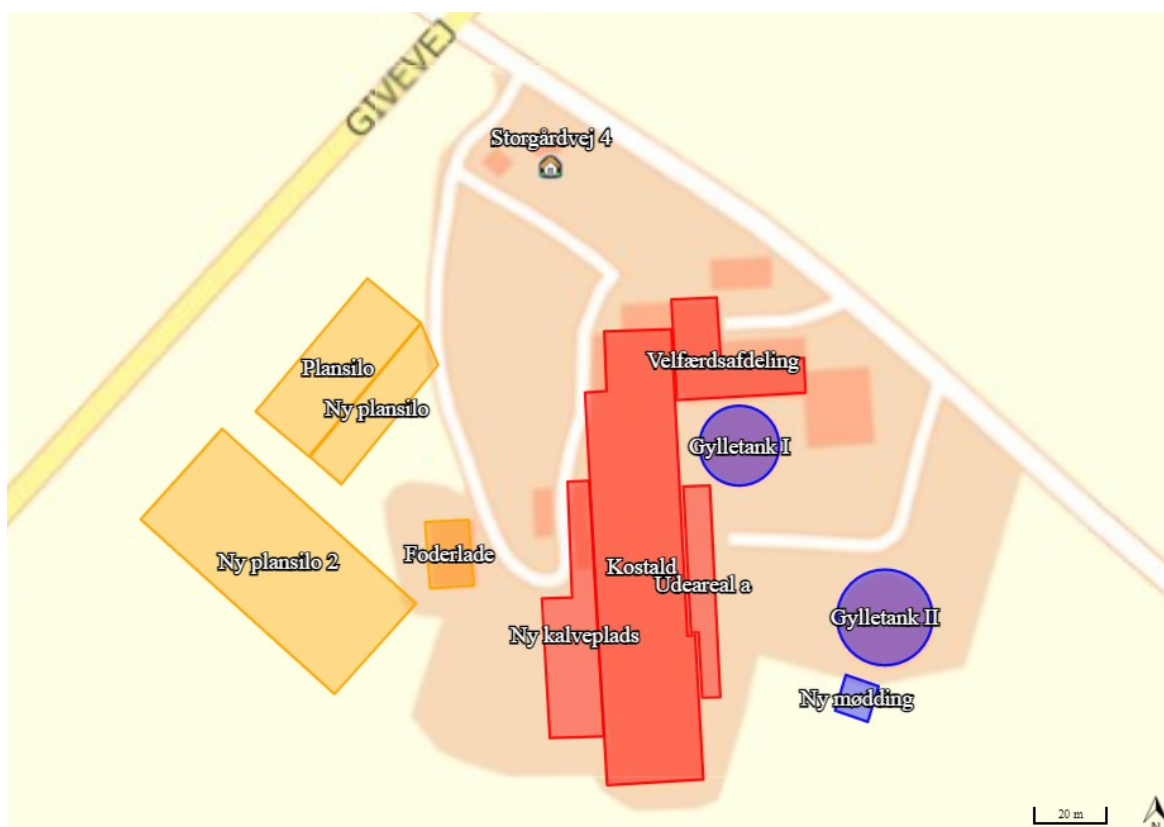 GIVEVEJ
Storgårdvej 4
Plansilo
Velfærdsafdeling
Ny plansilo
Gylletank I
Ny plansilo 2
Foderlade
Kostald
Udeareal a
Ny kalveplads
Gylletank II
Ny mødding
20 m
N